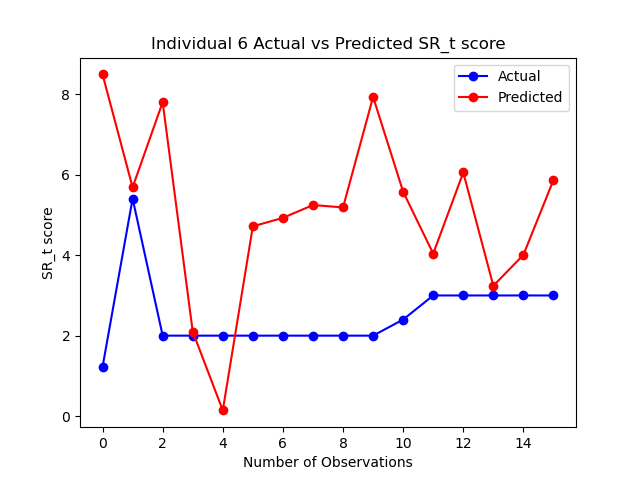 Individual 6 Actual vs Predicted SR_t score
Actual
Predicted
SR_t score
8
6
4
2
0
0 2 4 6 8 10 12 14
Number of Observations